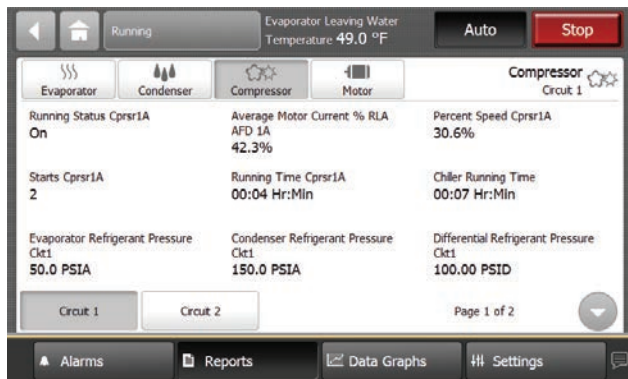 Running
Evaporator Leaving Water
Temperature 49.0 °F
Auto
Stop
Evaporator
Condenser
Compressor
Motor
Compressor
Circuit 1
Running Status Cprsr1A
On
Average Motor Current % RLA
AFD 1A
42.3%
Percent Speed Cprsr1A
30.6%
Starts Cprsr1A
2
Running Time Cprsr1A
00:04 Hr:Min
Chiller Running Time
00:07 Hr:Min
Evaporator Refrigerant Pressure
Ckt1
50.0 PSIA
Condenser Refrigerant Pressure
Ckt1
150.0 PSIA
Differential Refrigerant Pressure
Ckt1
100.00 PSID
Circuit 1
Circuit 2
Page 1 of 2
Alarms
Reports
Data Graphs
Settings